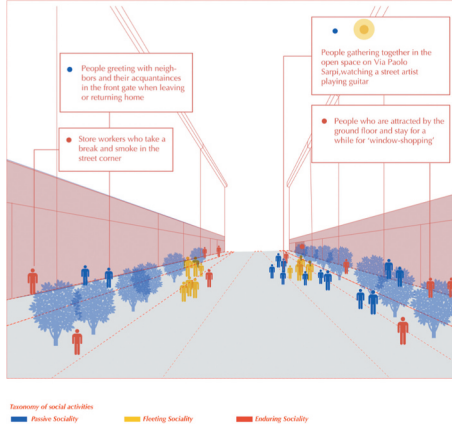 People greeting with neigh-
bors and their acquantainces
in the front gate when leaving
or returning home
Store workers who take a
break and smoke in the
street corner
People gathering together in the
open space on Via Paolo
Sarpi,watching a street artist
playing guitar
People who are attracted by the
ground floor and stay for a
while for 'window-shopping'
Taxonomy of social activities
Passive Sociality
Fleeting Sociality
Enduring Sociality